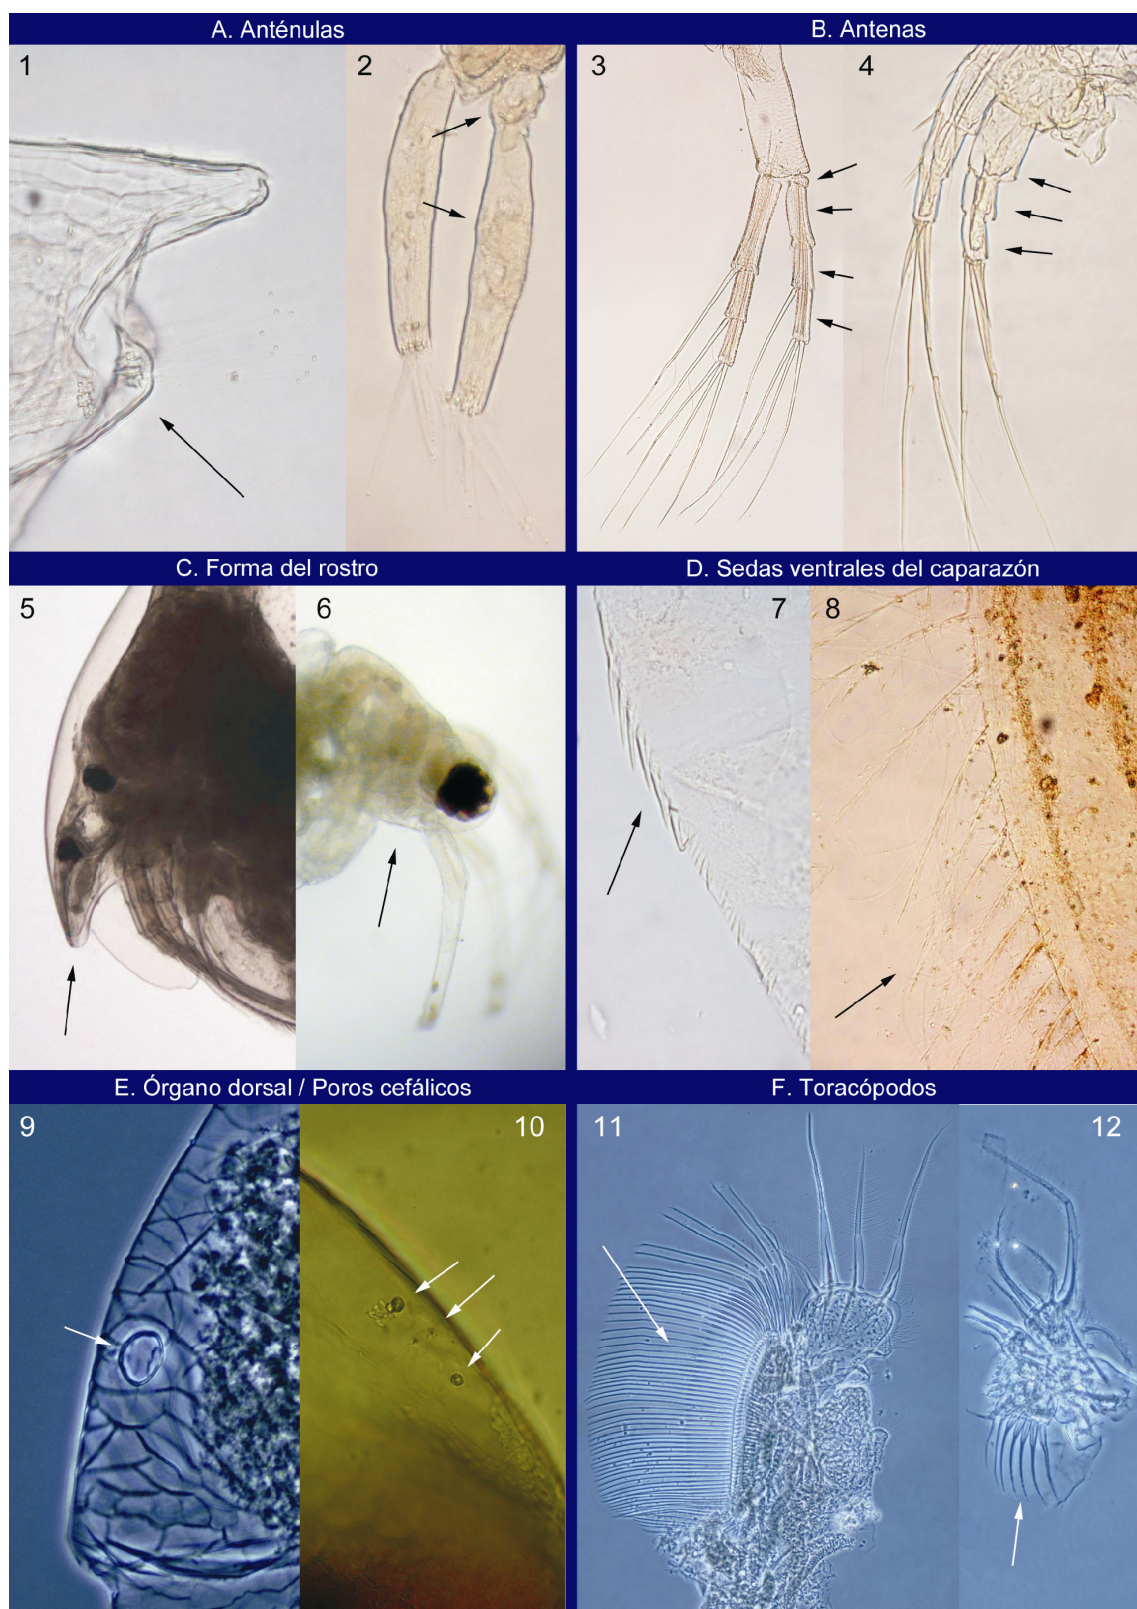 A. Anténulas
B. Antenas
1
2
3
4
C. Forma del rostro
D. Sedas ventrales del caparazón
5
6
7
8
E. Órgano dorsal / Poros cefálicos
F. Toracópodos
9
10
11
12